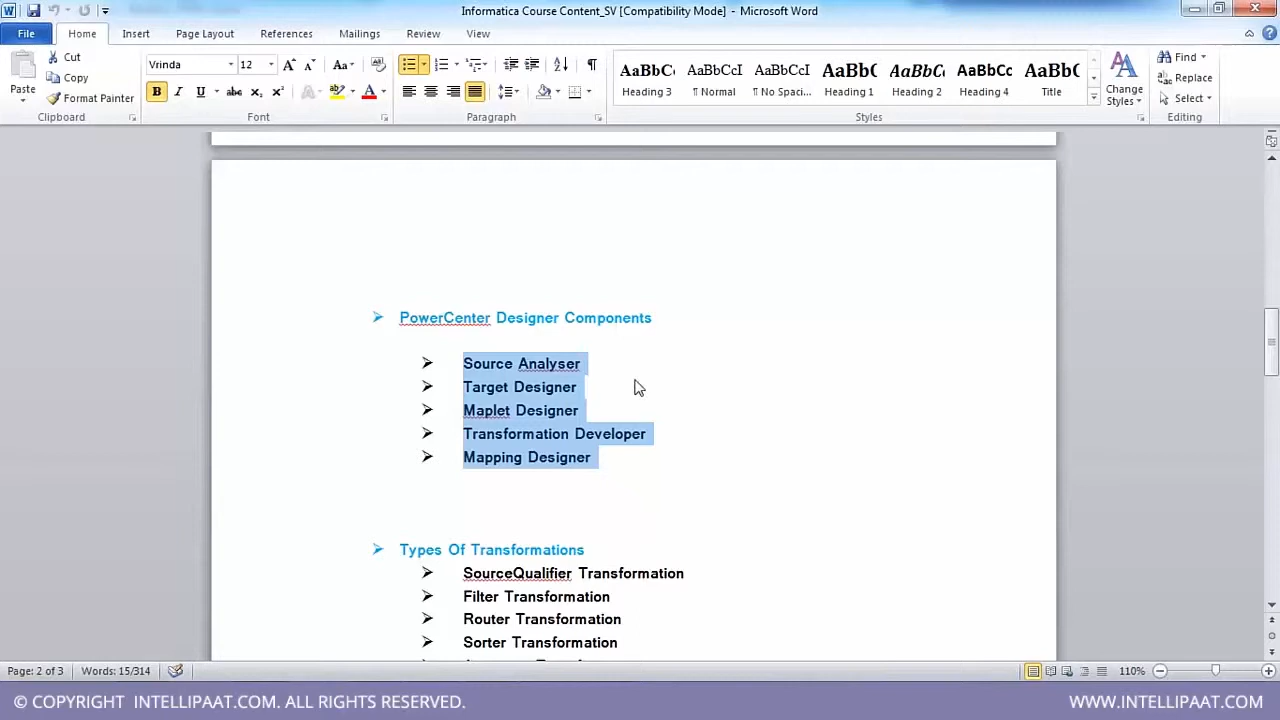 Informatica Course Content_SV [Compatibility Mode] - Microsoft Word
File Home Insert Page Layout References Mailings Review View
Cut
Copy
Format Painter
Paste
Clipboard
Vrinda 12
Font
Paragraph
AaBbC Heading 3
AaBbCcI ¶ Normal
AaBbCcI ¶ No Spaci...
AaBbC Heading 1
AaBbCc Heading 2
AaBbCc Heading 4
AaBb( Title
Change Styles
Styles
Find
Replace
Select
Editing
PowerCenter Designer Components
Source Analyser
Target Designer
Maplet Designer
Transformation Developer
Mapping Designer
Types Of Transformations
SourceQualifier Transformation
Filter Transformation
Router Transformation
Sorter Transformation
Page: 2 of 3 Words: 15/314 110%
© COPYRIGHT INTELLIPAAT.COM. ALL RIGHTS RESERVED. WWW.INTELLIPAAT.COM